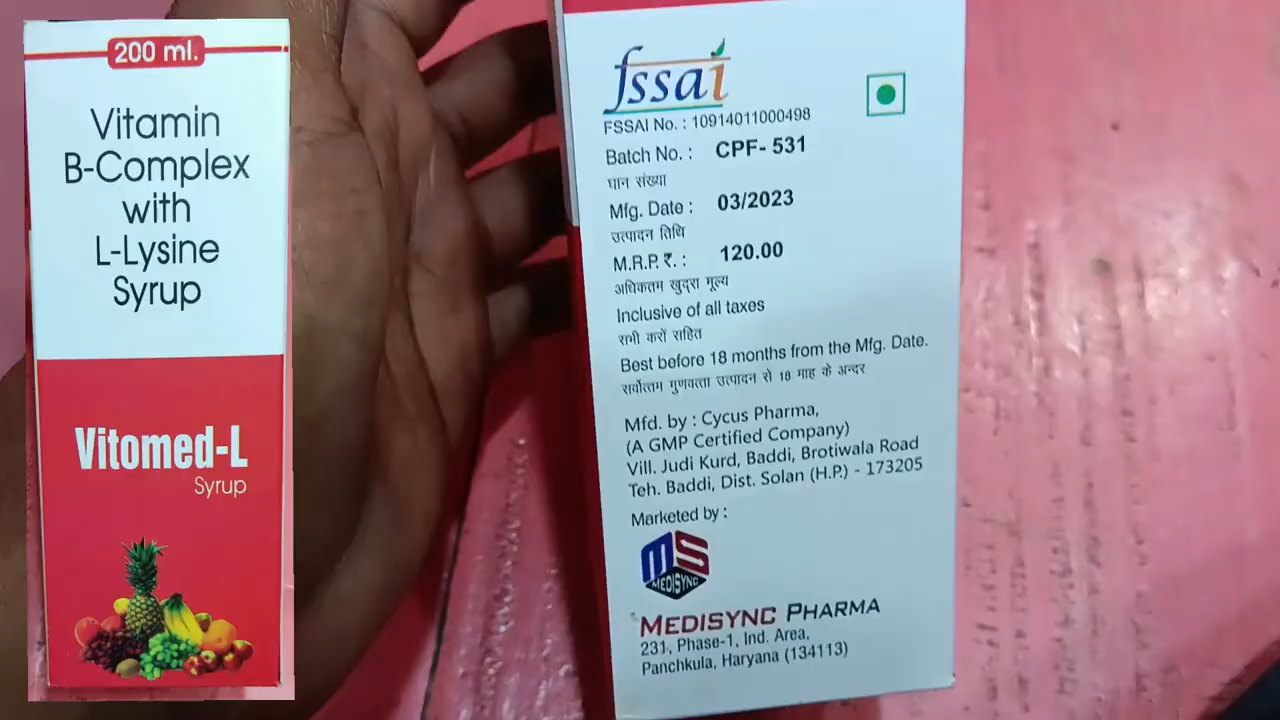 200 ml.
Vitamin
B-Complex
with
L-Lysine
Syrup
Vitomed-L
Syrup
fssai
FSSAI No. : 10914011000498
Batch No. : CPF- 531
घान संख्या
Mfg. Date : 03/2023
उत्पादन तिथि
M.R.P. ₹. : 120.00
अधिकतम खुदरा मूल्य
Inclusive of all taxes
सभी करों सहित
Best before 18 months from the Mfg. Date.
सर्वोत्तम गुणवत्ता उत्पादन से 18 माह के अन्दर
Mfd. by : Cycus Pharma,
(A GMP Certified Company)
Vill. Judi Kurd, Baddi, Brotiwala Road
Teh. Baddi, Dist. Solan (H.P.) - 173205
Marketed by :
MS
MEDISYNC
MEDISYNC PHARMA
231, Phase-1, Ind. Area,
Panchkula, Haryana (134113)